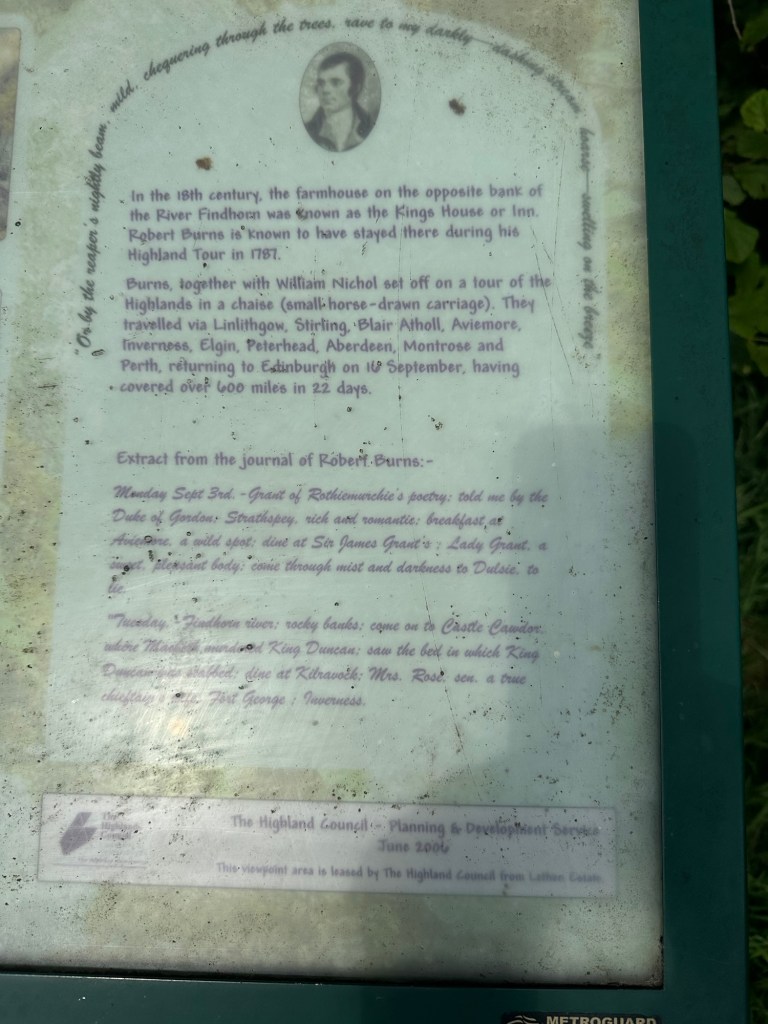 "Or by the reaper's nightly beam, mild, chequering through the trees, rave to my darkly dashing stream, hoarse-swelling on the breeze"
In the 18th century, the farmhouse on the opposite bank of
the River Findhorn was known as the Kings House or Inn.
Robert Burns is known to have stayed there during his
Highland Tour in 1787.
Burns, together with William Nichol set off on a tour of the
Highlands in a chaise (small horse-drawn carriage). They
travelled via Linlithgow, Stirling, Blair Atholl, Aviemore,
Inverness, Elgin, Peterhead, Aberdeen, Montrose and
Perth, returning to Edinburgh on 16 September, having
covered over 600 miles in 22 days.
Extract from the journal of Robert Burns:-
Monday Sept 3rd. - Grant of Rothiemurchie's poetry; told me by the
Duke of Gordon; Strathspey, rich and romantic; breakfast at
Aviemore, a wild spot; dine at Sir James Grant's ; Lady Grant, a
sweet, pleasant body; come through mist and darkness to Dulsie, to
lie.
"Tuesday, Findhorn river; rocky banks; come on to Castle Cawdor,
where Macbeth murdered King Duncan; saw the bed in which King
Duncan was stabbed; dine at Kilravock; Mrs. Rose, sen. a true
chieftain's wife, Fort George ; Inverness.
The
Highland
Council
The Highland Council - Planning & Development Service
June 2006
This viewpoint area is leased by The Highland Council from Lethen Estate
METROGUARD